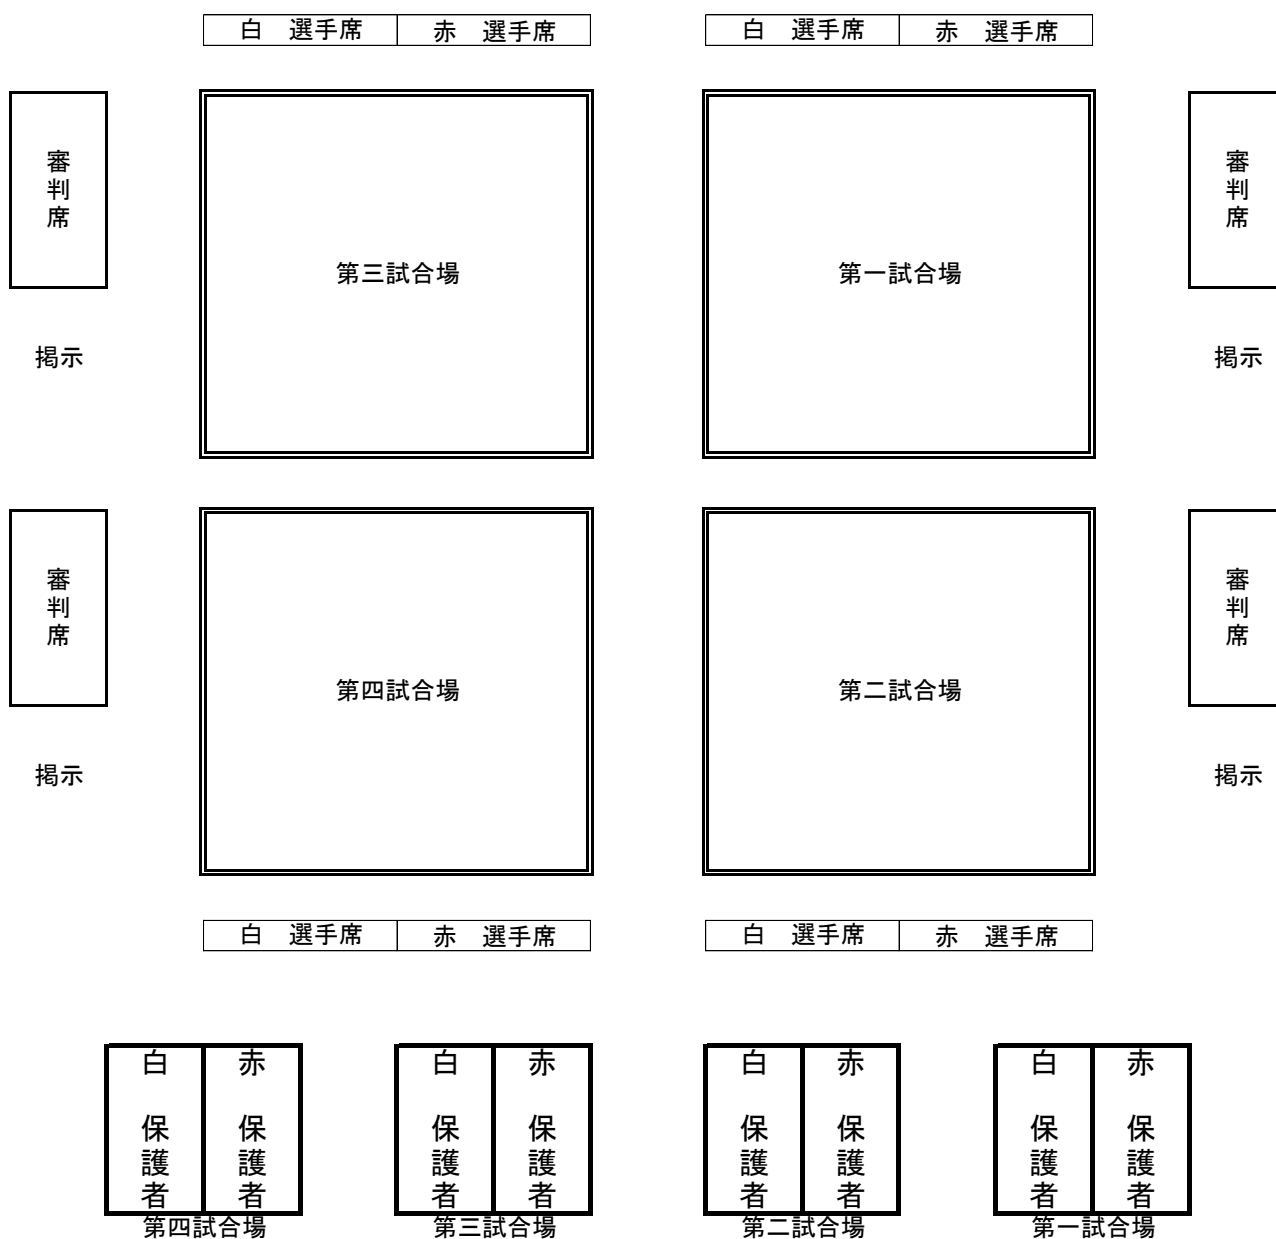 白　選手席　赤　選手席　白　選手席　赤　選手席
審判席
審判席
第三試合場　第一試合場
掲示　掲示
審判席
審判席
第四試合場　第二試合場
掲示　掲示
白　選手席　赤　選手席　白　選手席　赤　選手席
白　保護者
赤　保護者
白　保護者
赤　保護者
白　保護者
赤　保護者
白　保護者
赤　保護者
第四試合場　第三試合場　第二試合場　第一試合場